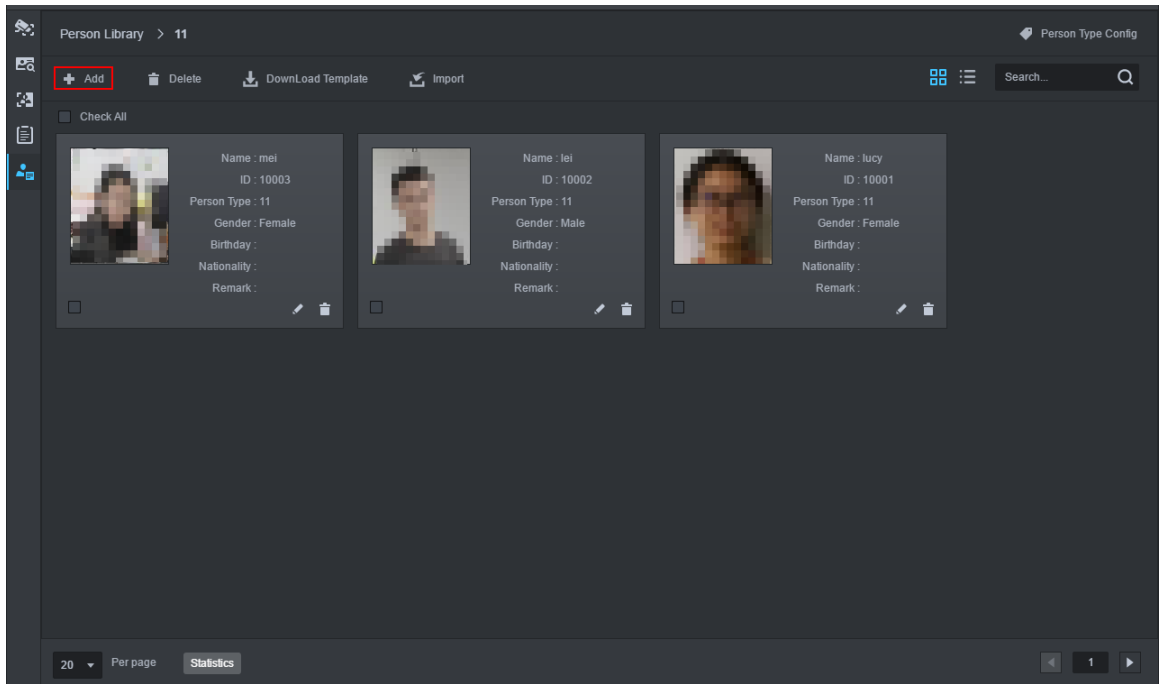 Person Library > 11
Person Type Config
Add
Delete
DownLoad Template
Import
Search...
Check All
Name : mei
ID : 10003
Person Type : 11
Gender : Female
Birthday :
Nationality :
Remark :
Name : lei
ID : 10002
Person Type : 11
Gender : Male
Birthday :
Nationality :
Remark :
Name : lucy
ID : 10001
Person Type : 11
Gender : Female
Birthday :
Nationality :
Remark :
20 Per page
Statistics
1